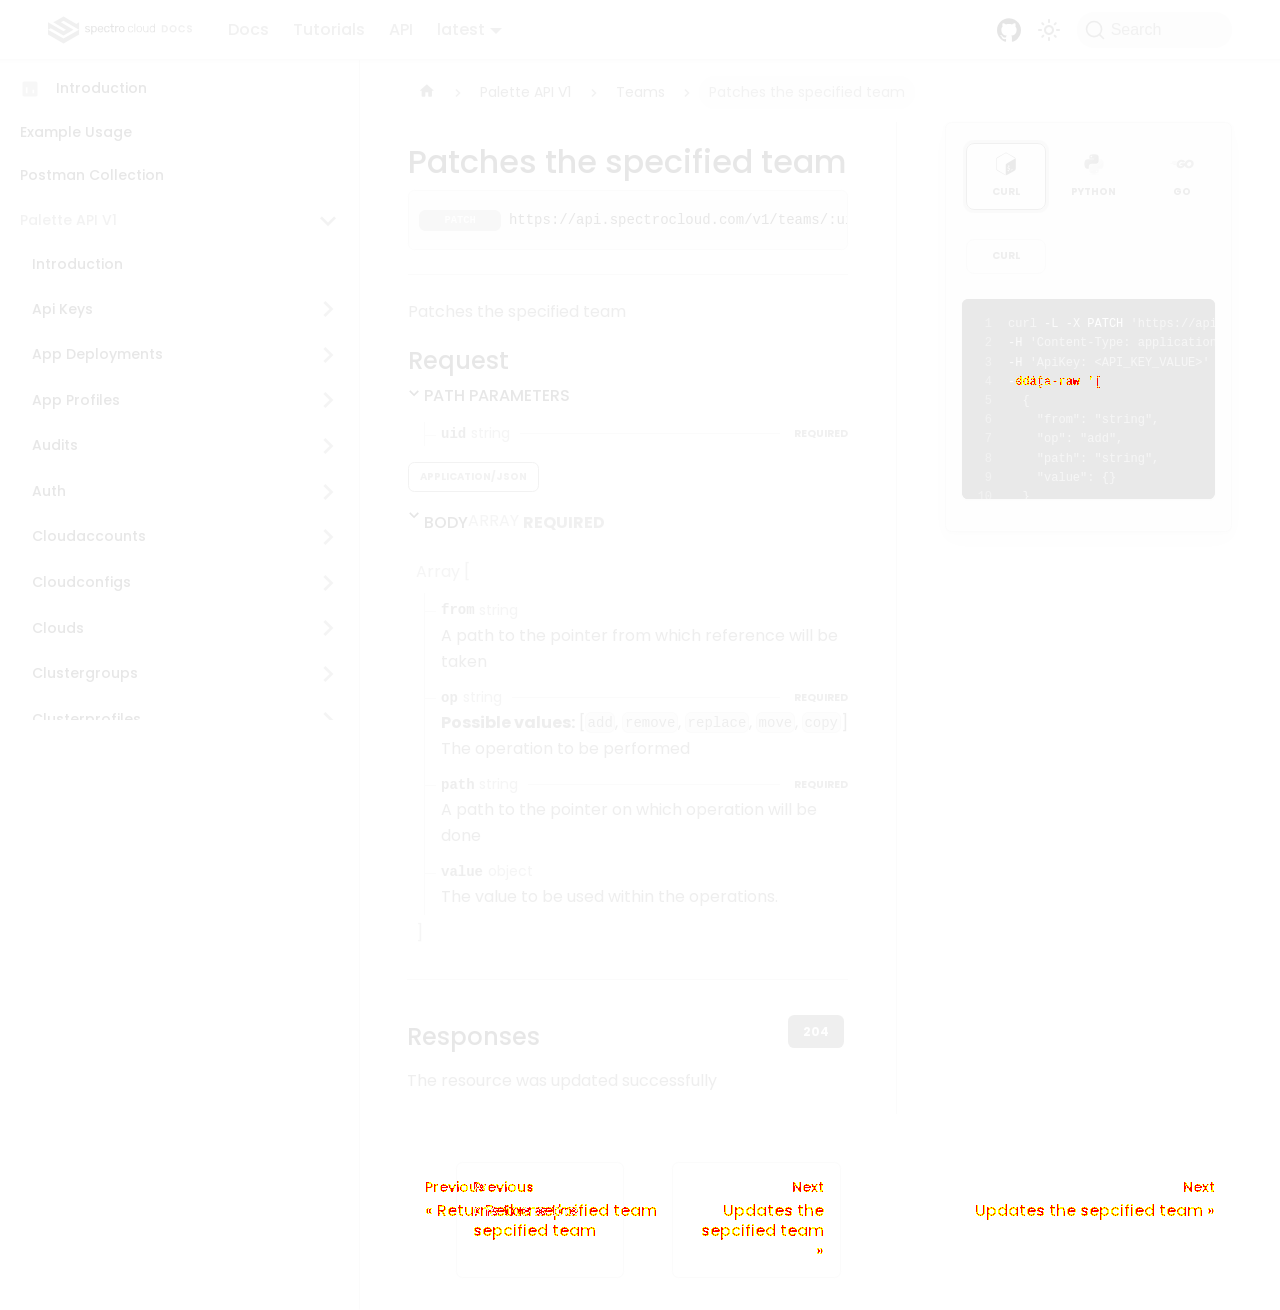 spectro cloud DOCS
Docs
Tutorials
API
latest
Search
Introduction
Example Usage
Postman Collection
Palette API V1
Introduction
Api Keys
App Deployments
App Profiles
Audits
Auth
Cloudaccounts
Cloudconfigs
Clouds
Clustergroups
Clusterprofiles
Palette API V1
Teams
Patches the specified team
Patches the specified team
PATCH https://api.spectrocloud.com/v1/teams/:ui
Patches the specified team
Request
PATH PARAMETERS
uid string REQUIRED
APPLICATION/JSON
BODY ARRAY REQUIRED
Array [
from string
A path to the pointer from which reference will be
taken
op string REQUIRED
Possible values: [add, remove, replace, move, copy]
The operation to be performed
path string REQUIRED
A path to the pointer on which operation will be
done
value object
The value to be used within the operations.
]
Responses
204
The resource was updated successfully
CURL
PYTHON
GO
CURL
1 curl -L -X PATCH 'https://api
2 -H 'Content-Type: application
3 -H 'ApiKey: <API_KEY_VALUE>'
4
5 {
6 "from": "string",
7 "op": "add",
8 "path": "string",
9 "value": {}
10 }
Previous
Previous
sepcified team
sepcified team
Next
Updates the
sepcified team
»
Next
Updates the sepcified team »